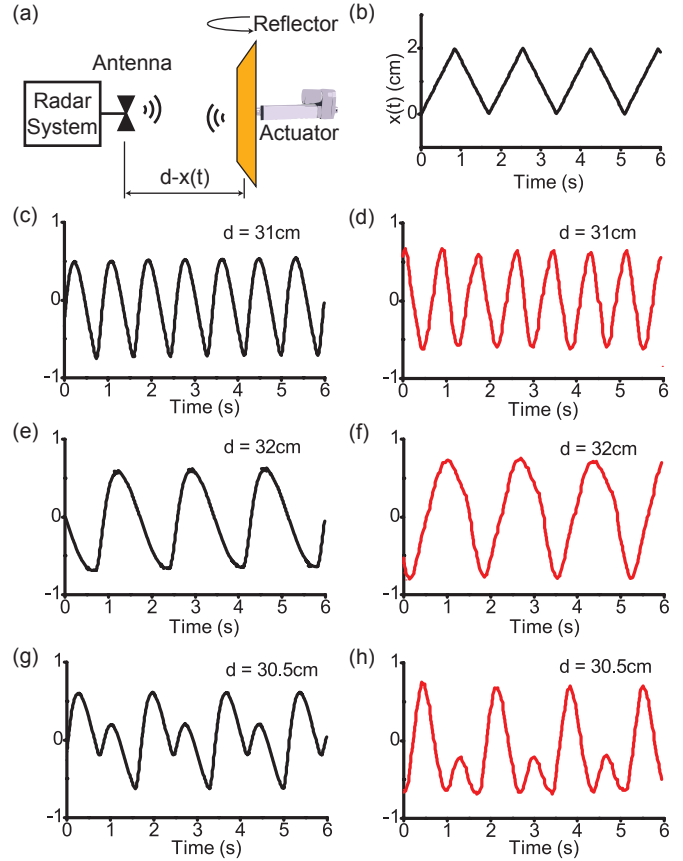 (a)
Reflector
Antenna
Radar
System
Actuator
d-x(t)
(b)
x(t) (cm)
2
0
0 1 2 3 4 5 6
Time (s)
(c)
d = 31cm
1
0
-1
0 1 2 3 4 5 6
Time (s)
(d)
d = 31cm
1
0
-1
0 1 2 3 4 5 6
Time (s)
(e)
d = 32cm
1
0
-1
0 1 2 3 4 5 6
Time (s)
(f)
d = 32cm
1
0
-1
0 1 2 3 4 5 6
Time (s)
(g)
d = 30.5cm
1
0
-1
0 1 2 3 4 5 6
Time (s)
(h)
d = 30.5cm
1
0
-1
0 1 2 3 4 5 6
Time (s)